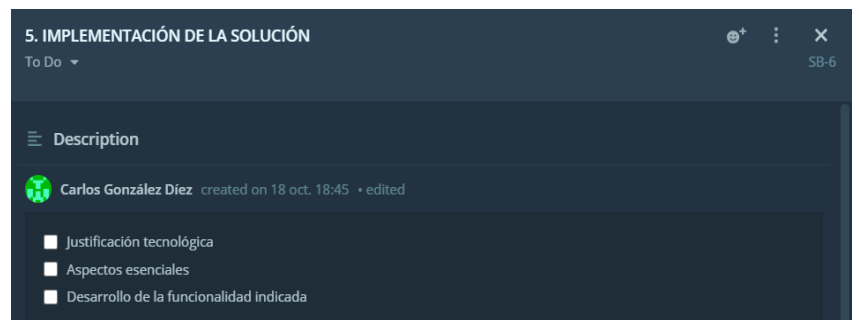 5. IMPLEMENTACIÓN DE LA SOLUCIÓN
To Do
SB-6
Description
Carlos González Díez created on 18 oct. 18:45 • edited
Justificación tecnológica
Aspectos esenciales
Desarrollo de la funcionalidad indicada